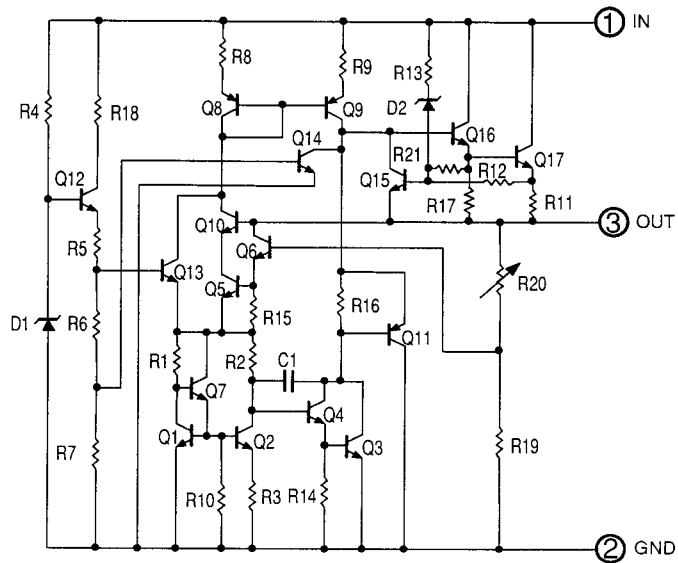 1 IN
R8
R9
R13
R4
R18
D2
Q8
Q9
Q16
Q14
R21
Q17
Q12
Q15
R12
R17
R11
3 OUT
Q10
R5
Q6
Q13
R20
Q5
R16
R15
D1
R6
Q11
R1
R2
C1
Q7
Q4
Q1
Q2
Q3
R7
R19
R10
R3
R14
2 GND